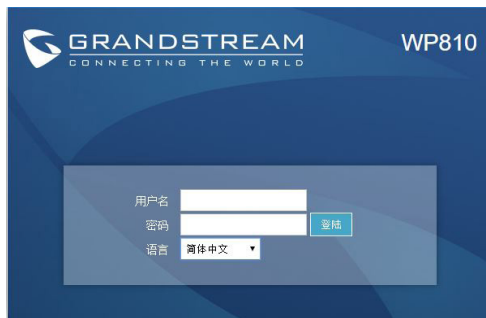 GRANDSTREAM
CONNECTING THE WORLD
WP810
用户名
密码
登陆
语言
简体中文